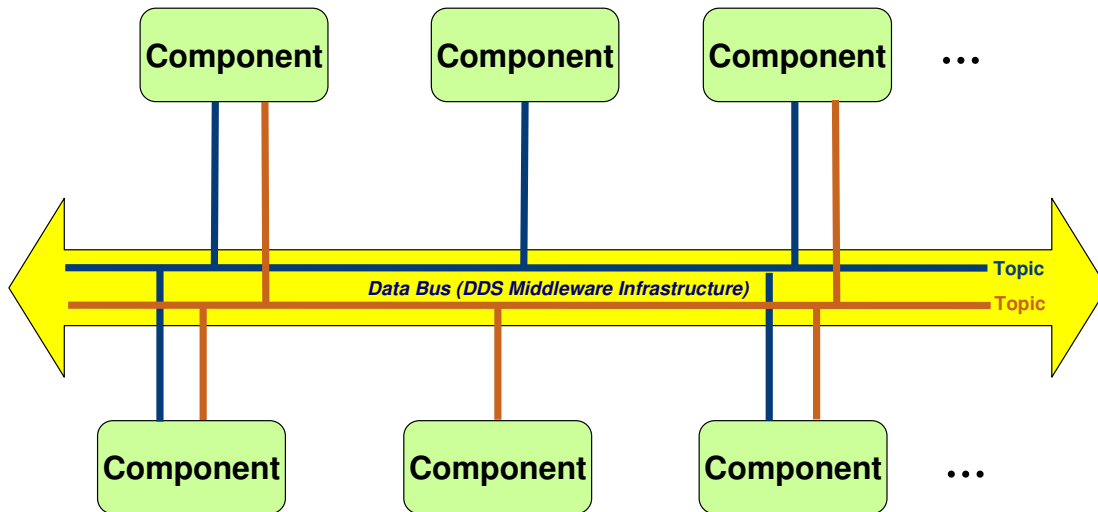 Component
Component
Component
...
Topic
Data Bus (DDS Middleware Infrastructure)
Topic
Component
Component
Component
...